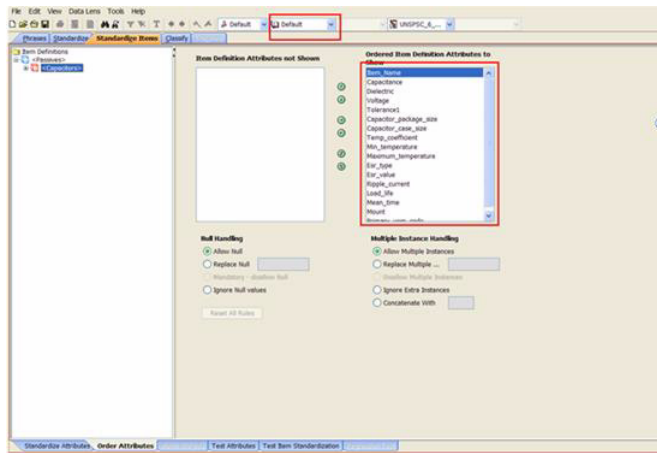 File Edit View Data Lens Tools Help
Default Default UNSPSC_6_...
Phrases Standardize Standardize Items Classify
Item Definitions
<Passives>
<Capacitors>
Item Definition Attributes not Shown
Ordered Item Definition Attributes to Show
Item_Name
Capacitance
Dielectric
Voltage
Tolerance1
Capacitor_package_size
Capacitor_case_size
Temp_coefficient
Min_temperature
Maximum_temperature
Esr_type
Esr_value
Ripple_current
Load_life
Mean_time
Mount
Null Handling
Allow Null
Replace Null
Mandatory - disallow Null
Ignore Null values
Reset All Rules
Multiple Instance Handling
Allow Multiple Instances
Replace Multiple ...
Disallow Multiple Instances
Ignore Extra Instances
Concatenate With
Standardize Attributes Order Attributes Test Attributes Test Item Standardization